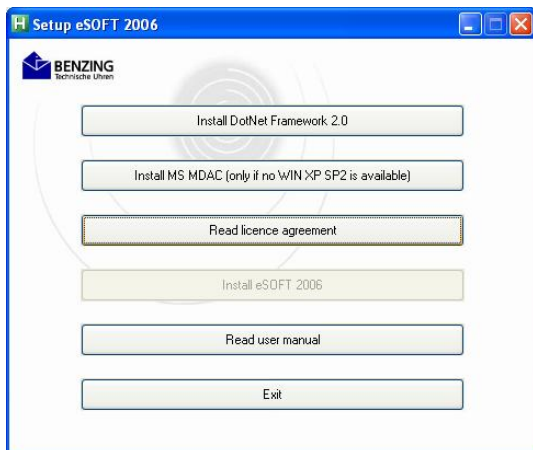 Setup eSOFT 2006
BENZING
Technische Uhren
Install DotNet Framework 2.0
Install MS MDAC (only if no WIN XP SP2 is available)
Read licence agreement
Install eSOFT 2006
Read user manual
Exit